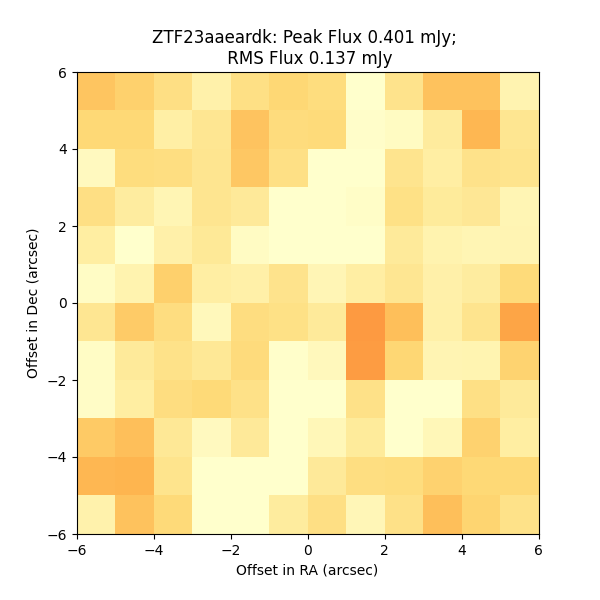 ZTF23aaeardk: Peak Flux 0.401 mJy;
RMS Flux 0.137 mJy
6
4
2
0
−2
−4
−6
Offset in Dec (arcsec)
−6 −4 −2 0 2 4 6
Offset in RA (arcsec)